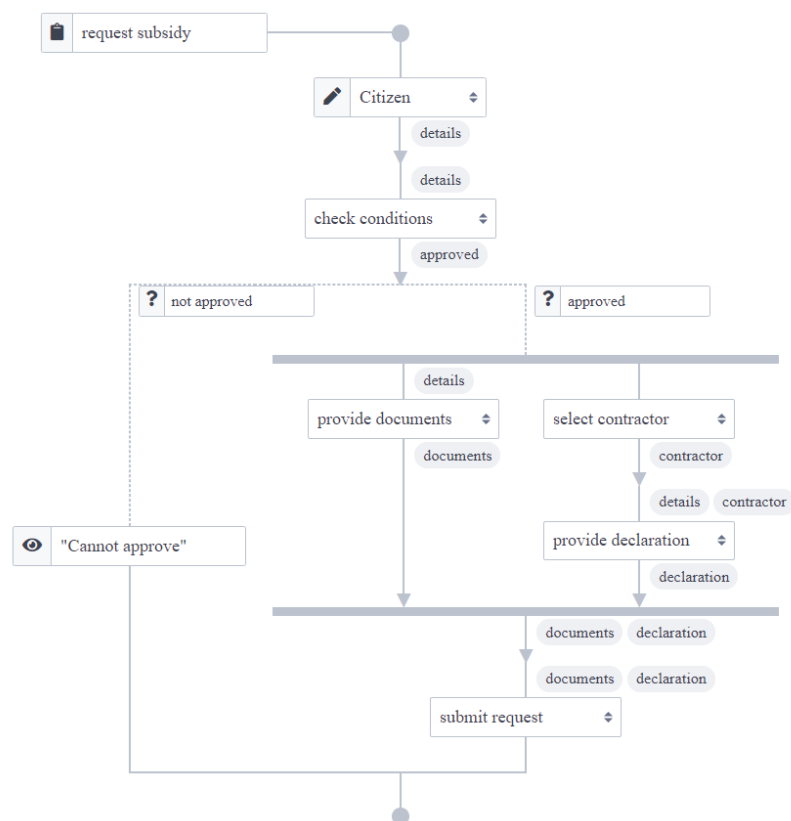 request subsidy
Citizen
details
details
check conditions
approved
? not approved
? approved
details
provide documents
select contractor
documents
contractor
details contractor
"Cannot approve"
provide declaration
declaration
documents declaration
documents declaration
submit request